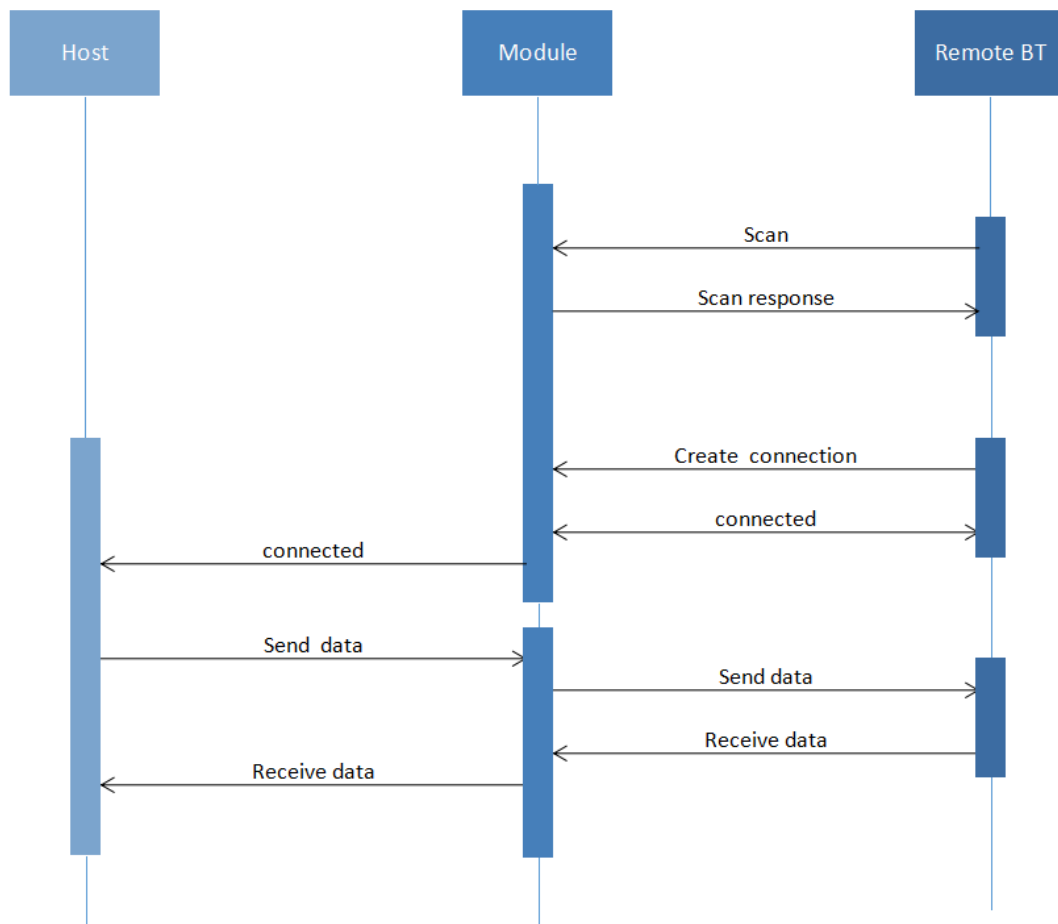 Host
Module
Remote BT
Scan
Scan response
Create  connection
connected
connected
Send  data
Send data
Receive data
Receive data